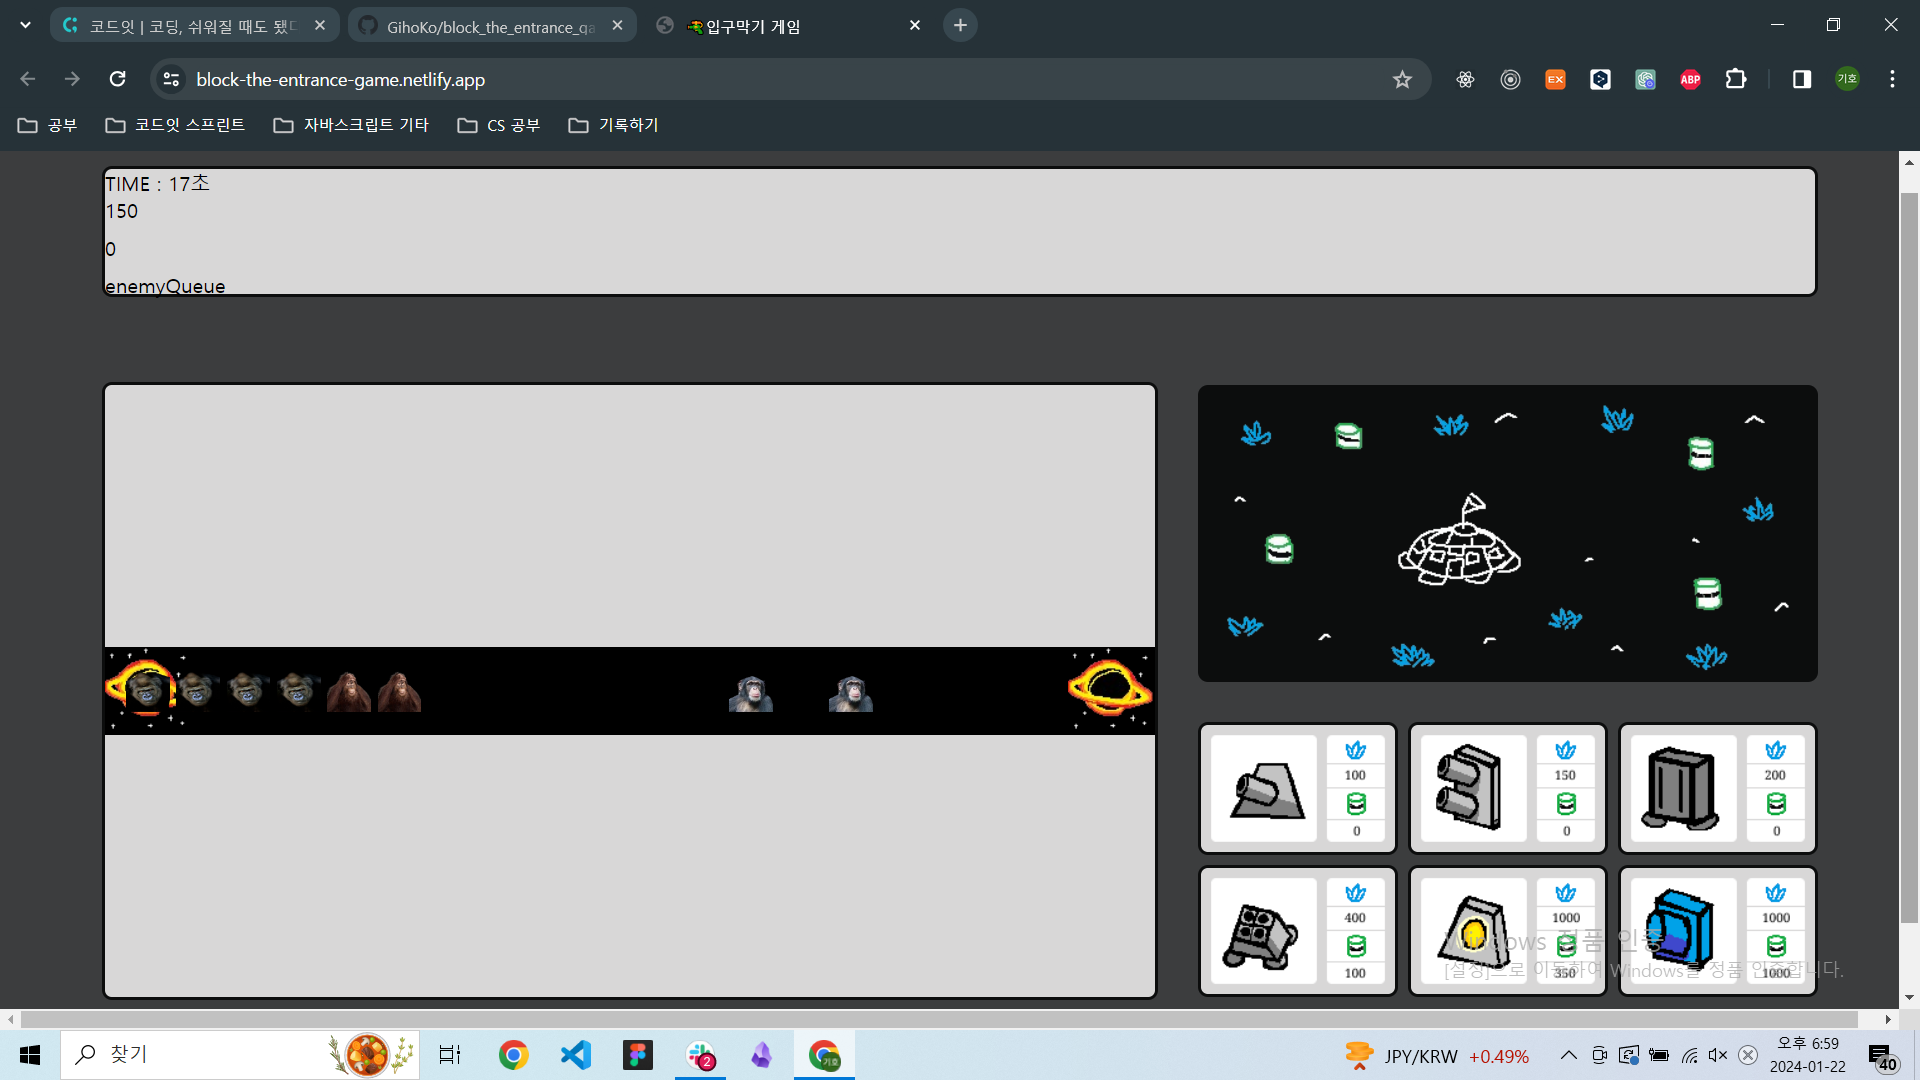 코드잇 | 코딩, 쉬워질 때도 됐다
GihoKo/block_the_entrance_ga
입구막기 게임
block-the-entrance-game.netlify.app
EX
ABP
기호
공부
코드잇 스프린트
자바스크립트 기타
CS 공부
기록하기
TIME : 17초
150
0
enemyQueue
100
0
150
0
200
0
400
100
1000
350
1000
1000
Windows 정품 인증
[설정]으로 이동하여 Windows를 정품 인증합니다.
찾기
2
기호
JPY/KRW +0.49%
오후 6:59
2024-01-22
40